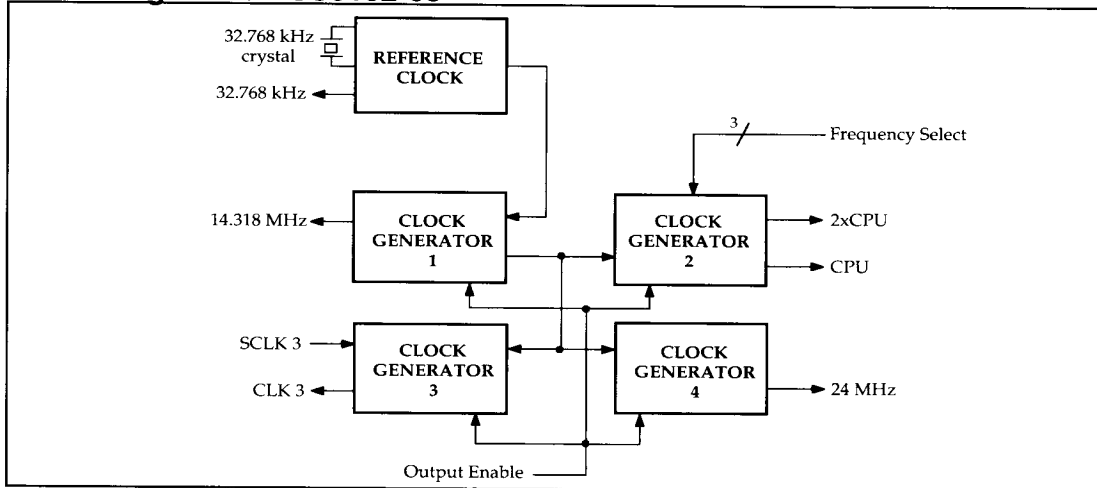 32.768 kHz
crystal
REFERENCE
CLOCK
32.768 kHz
3
Frequency Select
14.318 MHz
CLOCK
GENERATOR
1
CLOCK
GENERATOR
2
2xCPU
CPU
SCLK 3
CLK 3
CLOCK
GENERATOR
3
CLOCK
GENERATOR
4
24 MHz
Output Enable